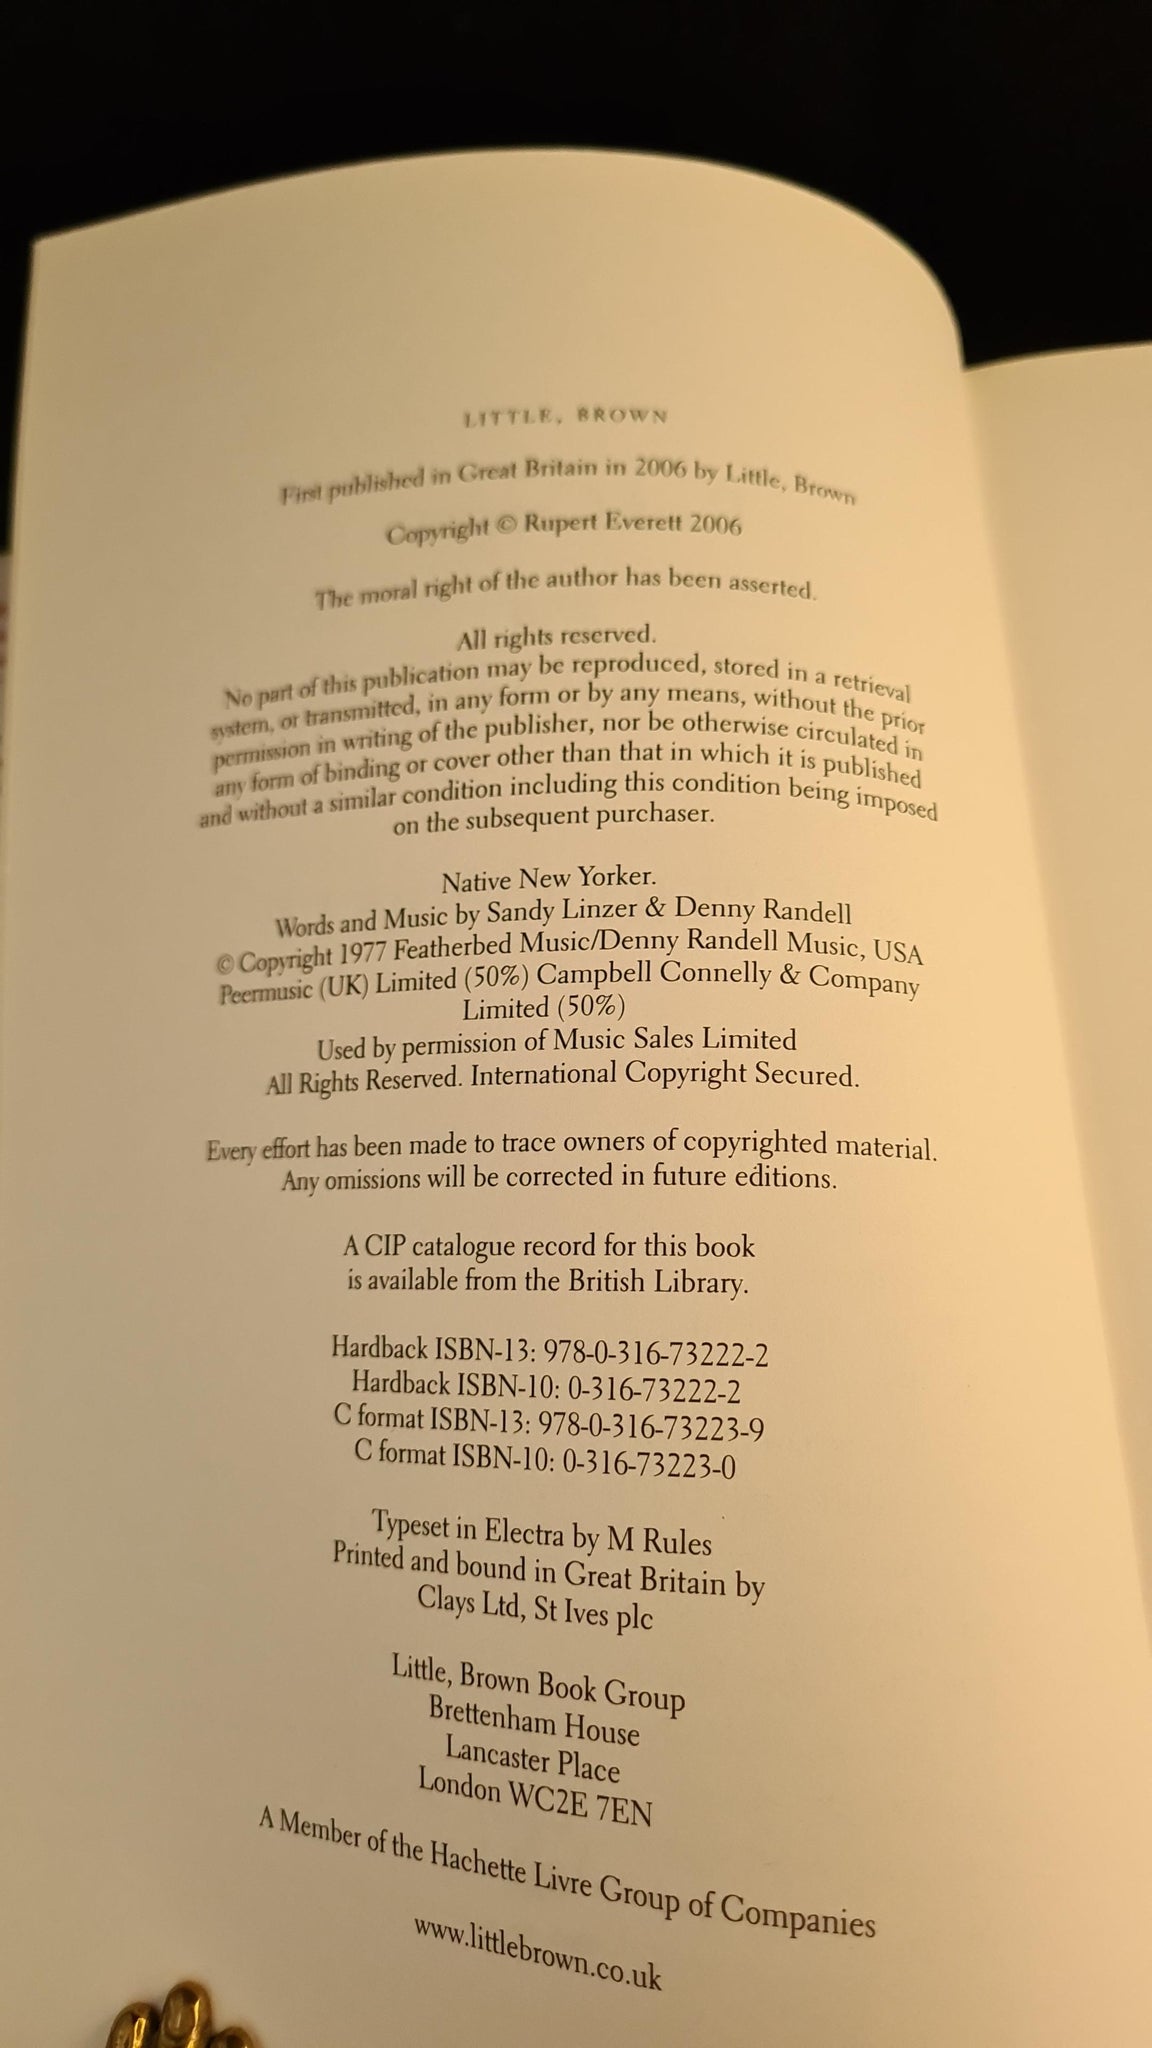 LITTLE, BROWN
First published in Great Britain in 2006 by Little, Brown
Copyright © Rupert Everett 2006
The moral right of the author has been asserted.
All rights reserved.
No part of this publication may be reproduced, stored in a retrieval
system, or transmitted, in any form or by any means, without the prior
permission in writing of the publisher, nor be otherwise circulated in
any form of binding or cover other than that in which it is published
and without a similar condition including this condition being imposed
on the subsequent purchaser.
Native New Yorker.
Words and Music by Sandy Linzer & Denny Randell
© Copyright 1977 Featherbed Music/Denny Randell Music, USA
Peermusic (UK) Limited (50%) Campbell Connelly & Company
Limited (50%)
Used by permission of Music Sales Limited
All Rights Reserved. International Copyright Secured.
Every effort has been made to trace owners of copyrighted material.
Any omissions will be corrected in future editions.
A CIP catalogue record for this book
is available from the British Library.
Hardback ISBN-13: 978-0-316-73222-2
Hardback ISBN-10: 0-316-73222-2
C format ISBN-13: 978-0-316-73223-9
C format ISBN-10: 0-316-73223-0
Typeset in Electra by M Rules
Printed and bound in Great Britain by
Clays Ltd, St Ives plc
Little, Brown Book Group
Brettenham House
Lancaster Place
London WC2E 7EN
A Member of the Hachette Livre Group of Companies
www.littlebrown.co.uk